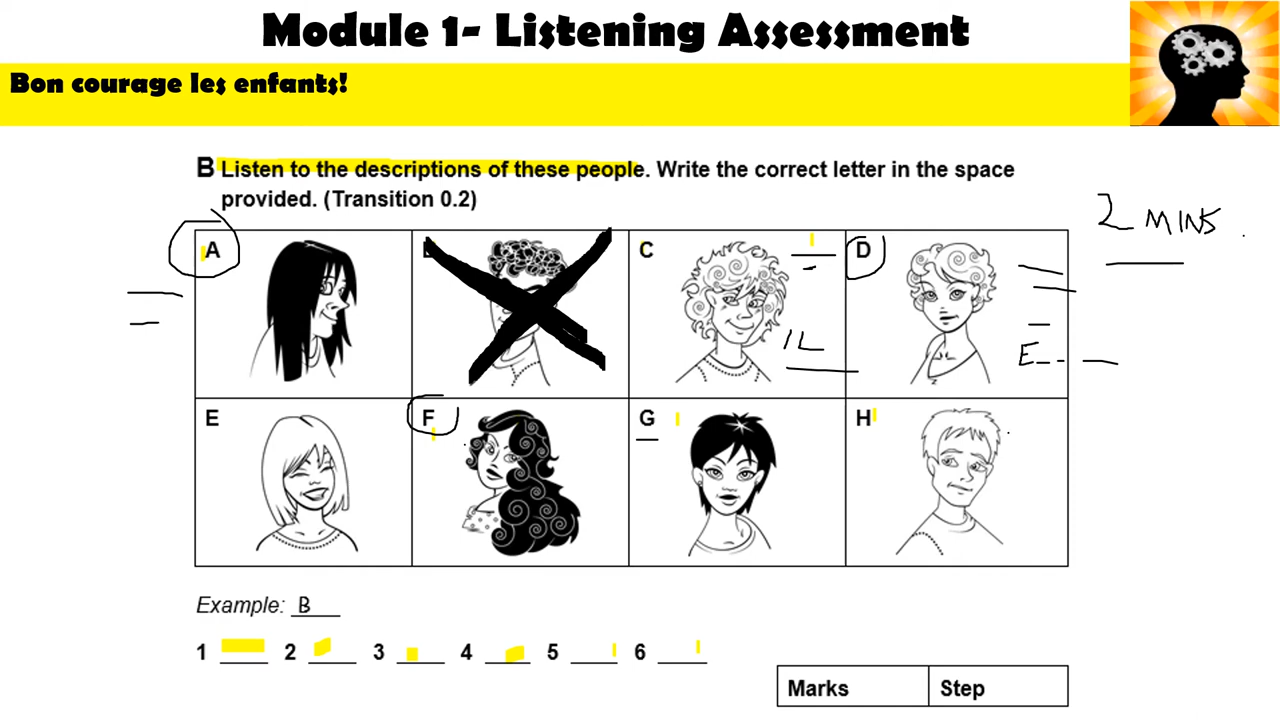 Module 1- Listening Assessment
Bon courage les enfants!
B Listen to the descriptions of these people. Write the correct letter in the space
provided. (Transition 0.2)
2 MINS
A
C
D
IL
E
E
F
G
H
Example: B
1 2 3 4 5 6
Marks Step